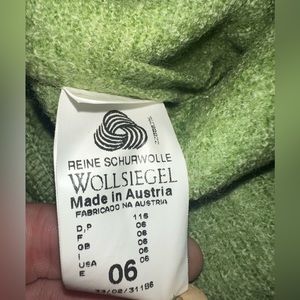 REINE SCHURWOLLE
WOLLSIEGEL
Made in Austria
FABRICADO NA AUSTRIA
D,P 116
F 06
GB 06
I 06
USA 06
E 06
06